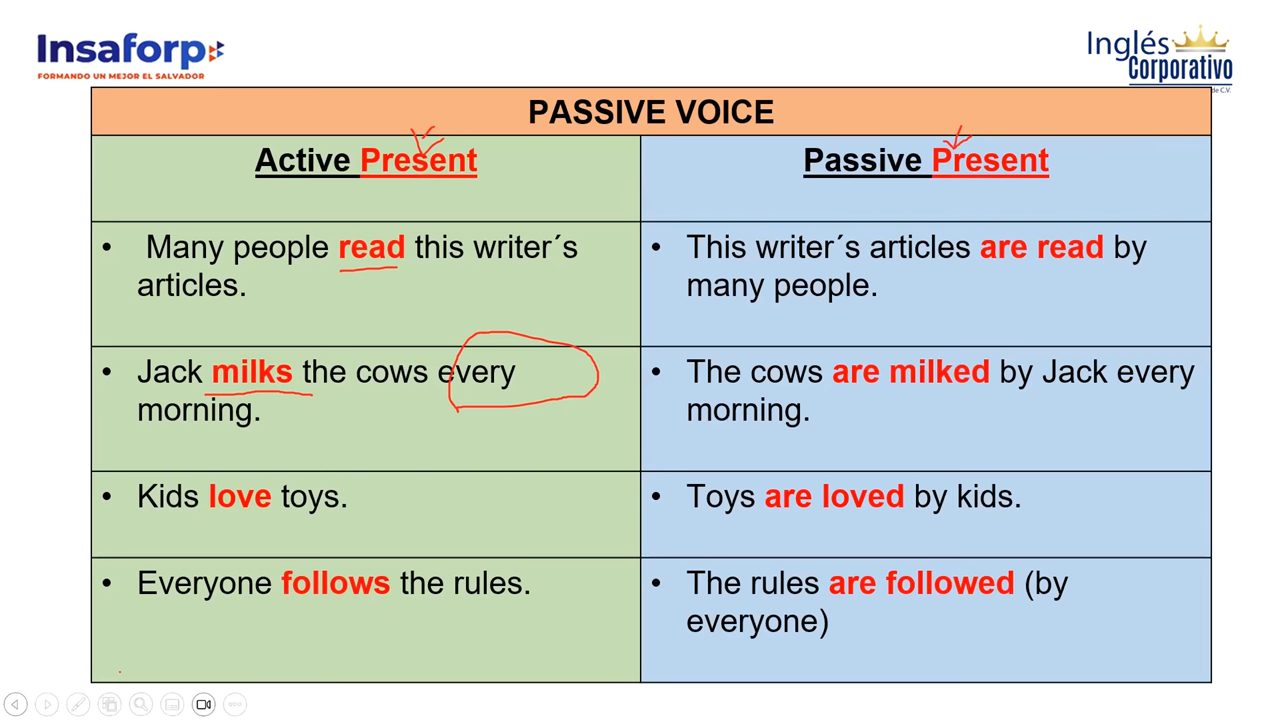 Insaforp
FORMANDO UN MEJOR EL SALVADOR
Inglés
Corporativo
de C.V.
PASSIVE VOICE
Active Present
Passive Present
• Many people read this writer´s
articles.
• This writer´s articles are read by
many people.
• Jack milks the cows every
morning.
• The cows are milked by Jack every
morning.
• Kids love toys.
• Toys are loved by kids.
• Everyone follows the rules.
• The rules are followed (by
everyone)